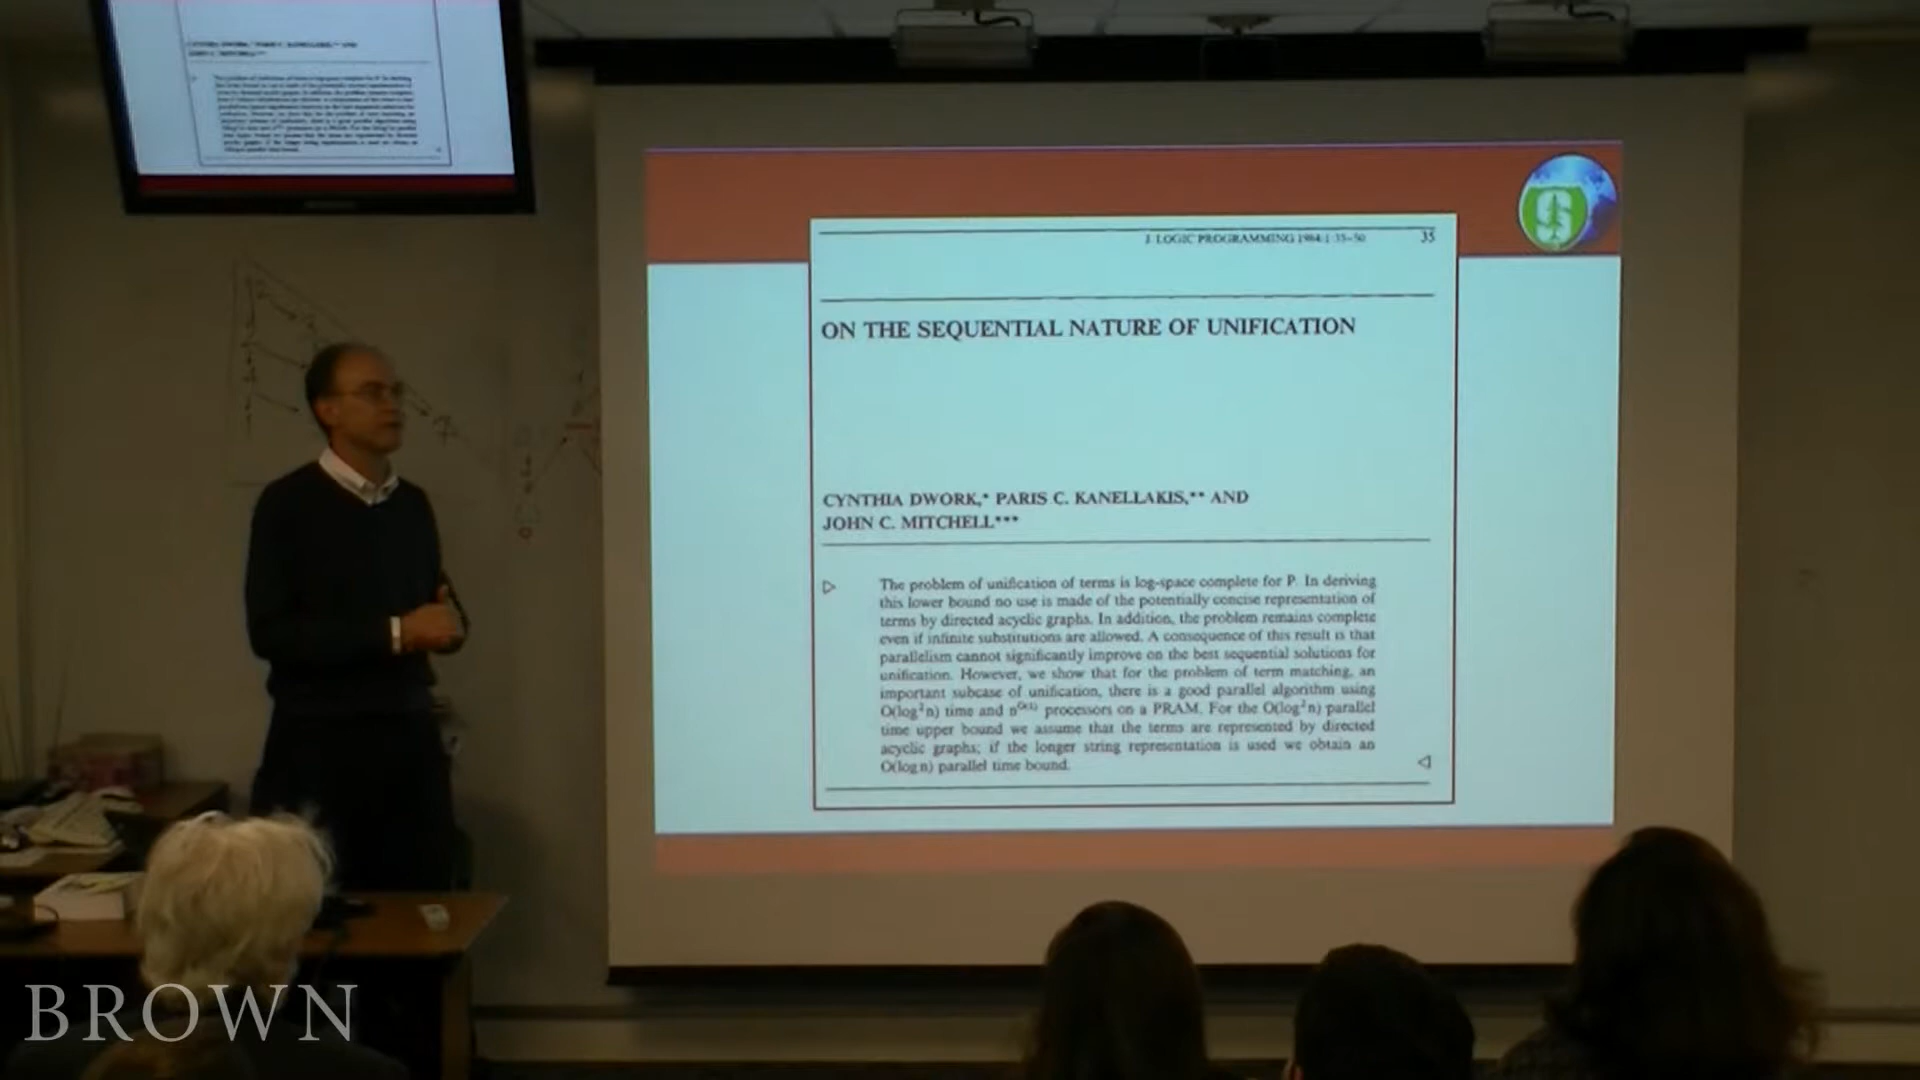 J. LOGIC PROGRAMMING 1984:1:35-50 35
ON THE SEQUENTIAL NATURE OF UNIFICATION
CYNTHIA DWORK,* PARIS C. KANELLAKIS,** AND
JOHN C. MITCHELL***
▷ The problem of unification of terms is log-space complete for P. In deriving
this lower bound no use is made of the potentially concise representation of
terms by directed acyclic graphs. In addition, the problem remains complete
even if infinite substitutions are allowed. A consequence of this result is that
parallelism cannot significantly improve on the best sequential solutions for
unification. However, we show that for the problem of term matching, an
important subcase of unification, there is a good parallel algorithm using
O(log²n) time and n^O(1) processors on a PRAM. For the O(log²n) parallel
time upper bound we assume that the terms are represented by directed
acyclic graphs; if the longer string representation is used we obtain an
O(log n) parallel time bound. ◁
S
BROWN